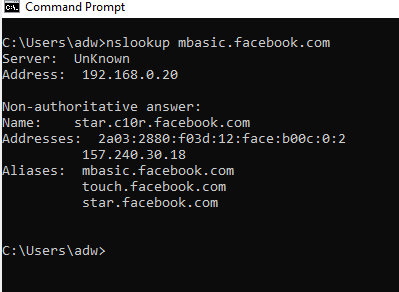 Command Prompt
C:\Users\adw>nslookup mbasic.facebook.com
Server:  UnKnown
Address:  192.168.0.20
Non-authoritative answer:
Name:    star.c10r.facebook.com
Addresses:  2a03:2880:f03d:12:face:b00c:0:2
157.240.30.18
Aliases:  mbasic.facebook.com
touch.facebook.com
star.facebook.com
C:\Users\adw>